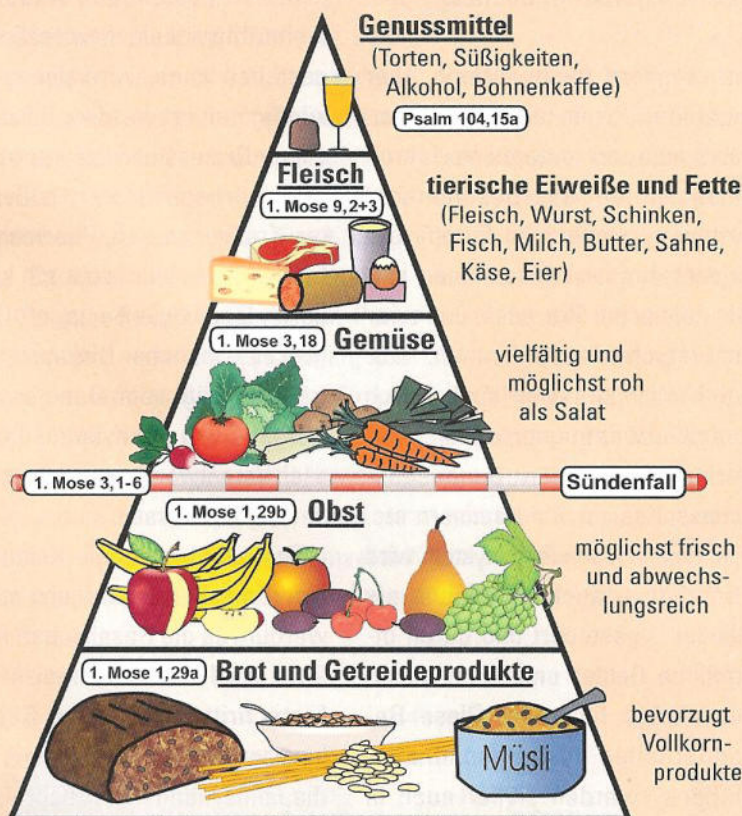 Genussmittel
(Torten, Süßigkeiten,
Alkohol, Bohnenkaffee)
Psalm 104,15a
Fleisch
1. Mose 9,2+3
tierische Eiweiße und Fette
(Fleisch, Wurst, Schinken,
Fisch, Milch, Butter, Sahne,
Käse, Eier)
1. Mose 3,18 Gemüse
vielfältig und
möglichst roh
als Salat
1. Mose 3,1-6
Sündenfall
1. Mose 1,29b Obst
möglichst frisch
und abwechs-
lungsreich
1. Mose 1,29a Brot und Getreideprodukte
bevorzugt
Vollkorn-
produkte
Müsli